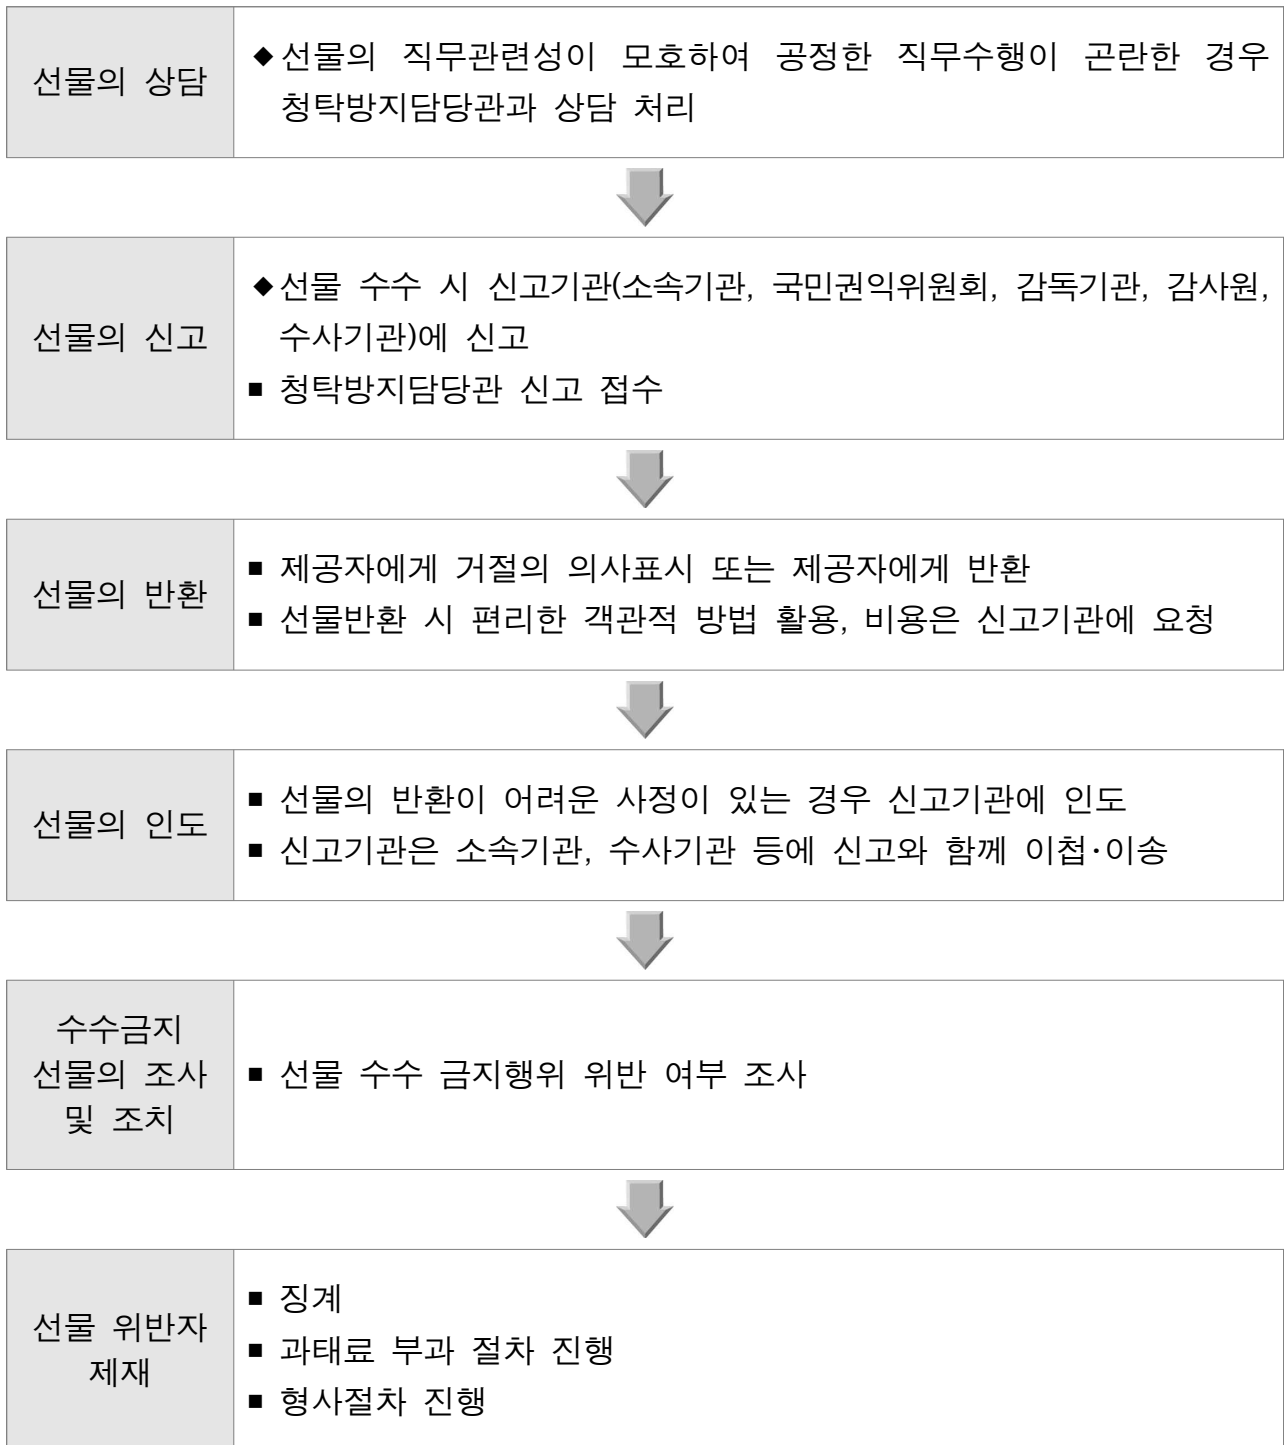 선물의 상담
◆ 선물의 직무관련성이 모호하여 공정한 직무수행이 곤란한 경우
청탁방지담당관과 상담 처리
선물의 신고
◆ 선물 수수 시 신고기관(소속기관, 국민권익위원회, 감독기관, 감사원,
수사기관)에 신고
■ 청탁방지담당관 신고 접수
선물의 반환
■ 제공자에게 거절의 의사표시 또는 제공자에게 반환
■ 선물반환 시 편리한 객관적 방법 활용, 비용은 신고기관에 요청
선물의 인도
■ 선물의 반환이 어려운 사정이 있는 경우 신고기관에 인도
■ 신고기관은 소속기관, 수사기관 등에 신고와 함께 이첩·이송
수수금지
선물의 조사
및 조치
■ 선물 수수 금지행위 위반 여부 조사
선물 위반자
제재
■ 징계
■ 과태료 부과 절차 진행
■ 형사절차 진행